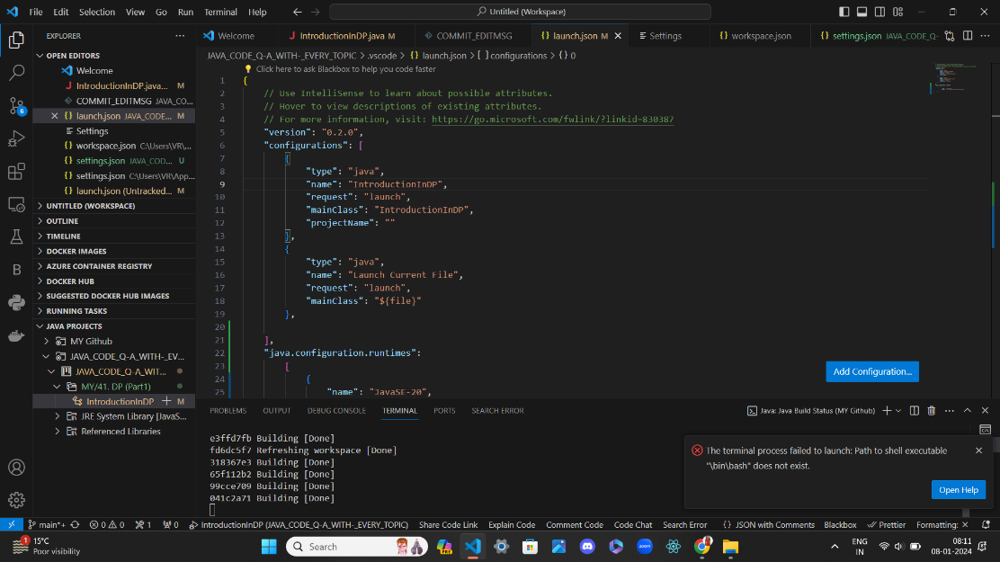 File Edit Selection View Go Run Terminal Help
Untitled (Workspace)
EXPLORER
Welcome
IntroductionInDP.java M
COMMIT_EDITMSG
launch.json M
Settings
workspace.json
settings.json JAVA_CODE_Q-
OPEN EDITORS
Welcome
IntroductionInDP.java... M
COMMIT_EDITMSG JAVA_CO...
launch.json JAVA_CODE... M
Settings
workspace.json C:\Users\VR\...
settings.json JAVA_COD... U
settings.json C:\Users\VR\App...
launch.json (Untracked... M
UNTITLED (WORKSPACE)
OUTLINE
TIMELINE
DOCKER IMAGES
AZURE CONTAINER REGISTRY
DOCKER HUB
SUGGESTED DOCKER HUB IMAGES
RUNNING TASKS
JAVA PROJECTS
MY Github
JAVA_CODE_Q-A_WITH-_EV...
JAVA_CODE_Q-A_WIT...
MY/41. DP (Part1)
IntroductionInDP M
JRE System Library [JavaS...
Referenced Libraries
6
B
JAVA_CODE_Q-A_WITH-_EVERY_TOPIC > .vscode > {} launch.json > [ ] configurations > {} 0
Click here to ask Blackbox to help you code faster
1 {
2 // Use IntelliSense to learn about possible attributes.
3 // Hover to view descriptions of existing attributes.
4 // For more information, visit: https://go.microsoft.com/fwlink/?linkid=830387
5 "version": "0.2.0",
6 "configurations": [
7 {
8 "type": "java",
9 "name": "IntroductionInDP",
10 "request": "launch",
11 "mainClass": "IntroductionInDP",
12 "projectName": ""
13 },
14 {
15 "type": "java",
16 "name": "Launch Current File",
17 "request": "launch",
18 "mainClass": "${file}"
19 },
20
21 ],
22 "java.configuration.runtimes":
23 [
24 {
25 "name": "JavaSE-20",
Add Configuration...
PROBLEMS OUTPUT DEBUG CONSOLE TERMINAL PORTS SEARCH ERROR
Java: Java Build Status (MY Github)
e3ffd7fb Building [Done]
fd6dc5f7 Refreshing workspace [Done]
318367e3 Building [Done]
65f112b2 Building [Done]
99cce709 Building [Done]
041c2a71 Building [Done]
The terminal process failed to launch: Path to shell executable
"\bin\bash" does not exist.
Open Help
main*+ 0 0 1 0 IntroductionInDP (JAVA_CODE_Q-A_WITH-_EVERY_TOPIC) Share Code Link Explain Code Comment Code Code Chat Search Error {} JSON with Comments Blackbox Prettier Formatting: ×
1
15°C
Poor visibility
Search
PRE
zoom
ENG
IN
08:11
08-01-2024